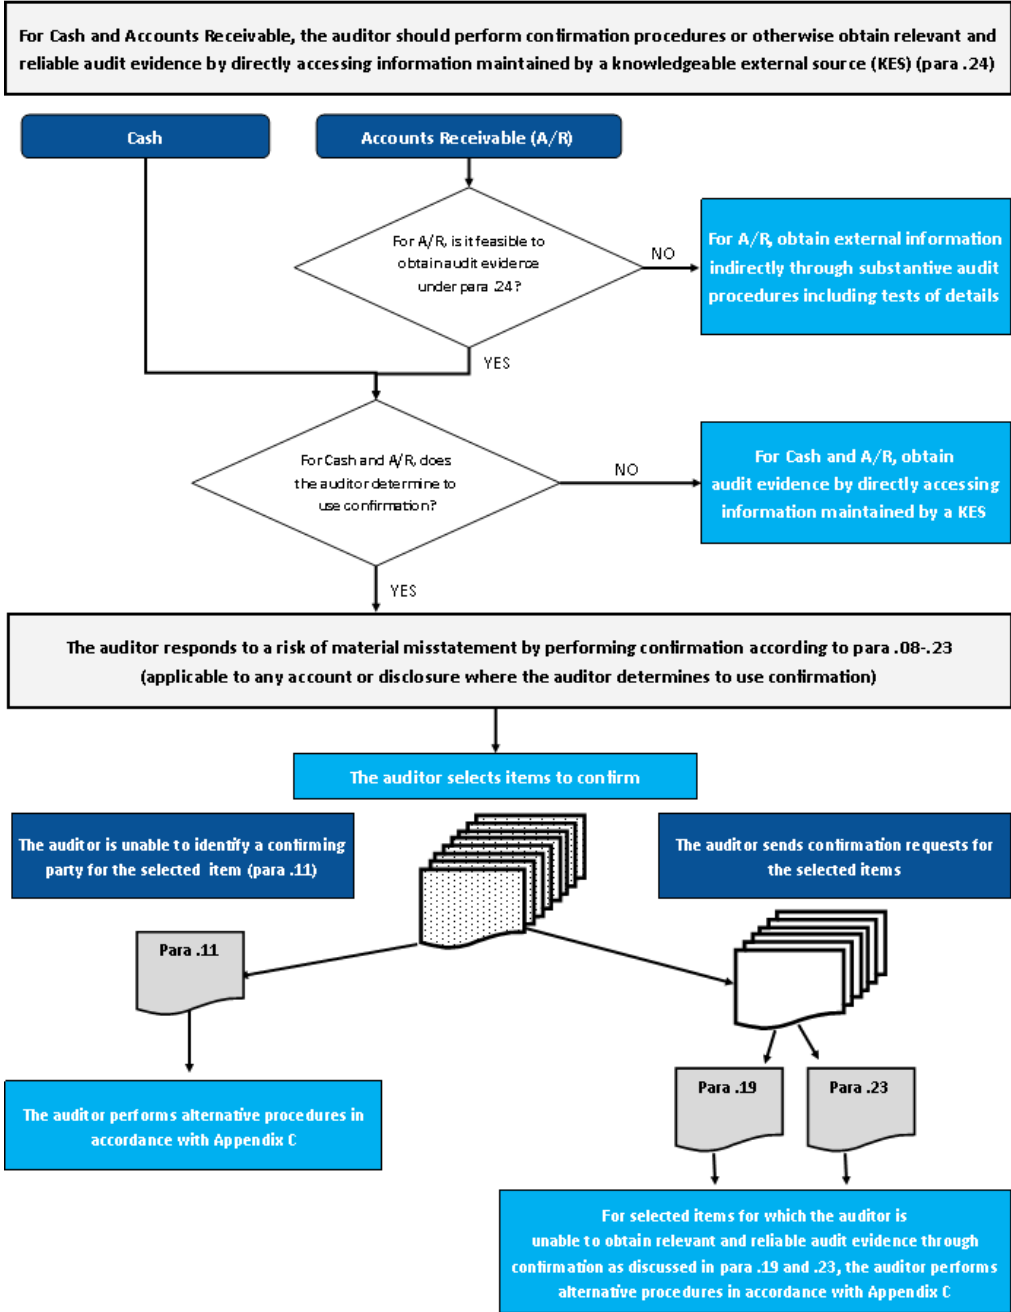 For Cash and Accounts Receivable, the auditor should perform confirmation procedures or otherwise obtain relevant and
reliable audit evidence by directly accessing information maintained by a knowledgeable external source (KES) (para .24)
Cash
Accounts Receivable (A/R)
For A/R, is it feasible to
obtain audit evidence
under para .24?
NO
For A/R, obtain external information
indirectly through substantive audit
procedures including tests of details
YES
For Cash and A/R, does
the auditor determine to
use confirmation?
NO
For Cash and A/R, obtain
audit evidence by directly accessing
information maintained by a KES
YES
The auditor responds to a risk of material misstatement by performing confirmation according to para .08-.23
(applicable to any account or disclosure where the auditor determines to use confirmation)
The auditor selects items to confirm
The auditor is unable to identify a confirming
party for the selected item (para .11)
The auditor sends confirmation requests for
the selected items
Para .11
Para .19
Para .23
The auditor performs alternative procedures in
accordance with Appendix C
For selected items for which the auditor is
unable to obtain relevant and reliable audit evidence through
confirmation as discussed in para .19 and .23, the auditor performs
alternative procedures in accordance with Appendix C